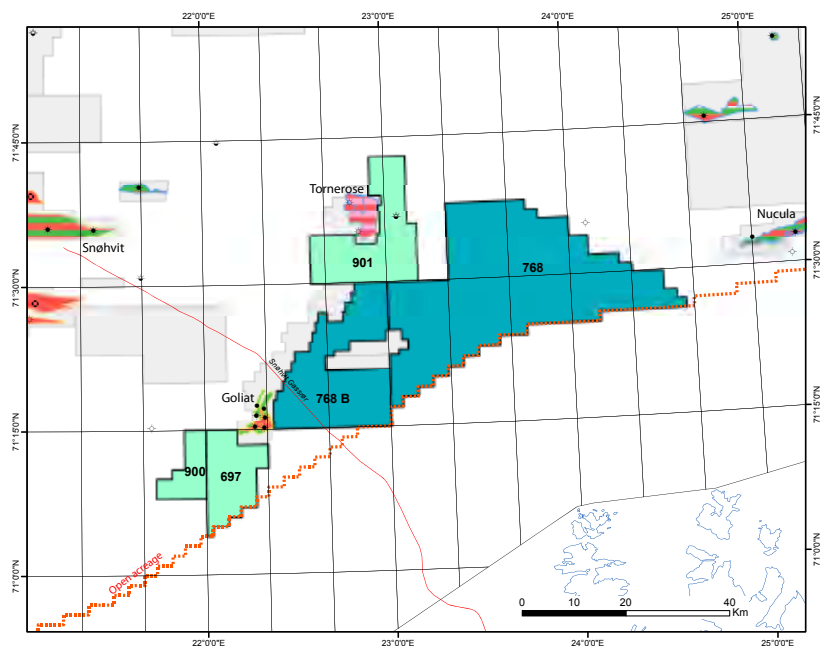 22°0'0"E 23°0'0"E 24°0'0"E 25°0'0"E
71°45'0"N
71°45'0"N
Tornerose
Nucula
Snøhvit
901
768
71°30'0"N
71°30'0"N
Snøhvit Gassrør
Goliat
768 B
71°15'0"N
71°15'0"N
900
697
Open acreage
71°0'0"N
71°0'0"N
0 10 20 40
Km
22°0'0"E 23°0'0"E 24°0'0"E 25°0'0"E